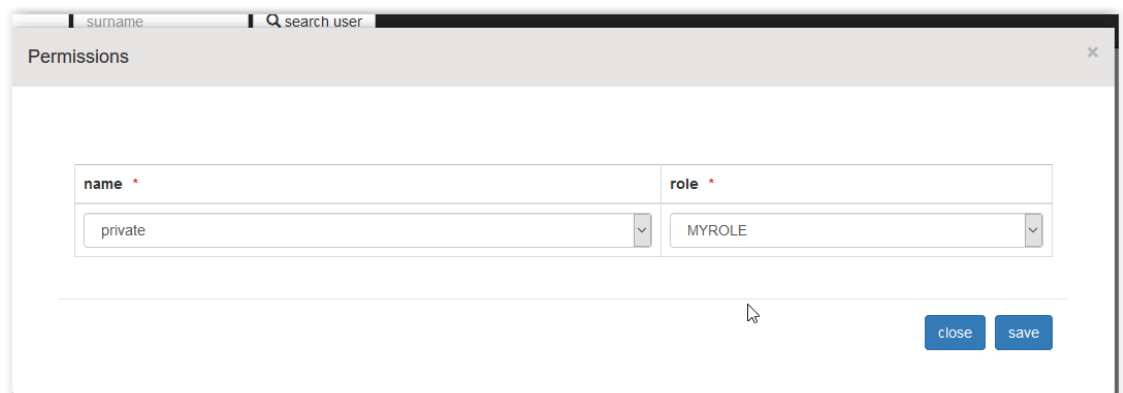 surname search user
Permissions ×
name * role *
private MYROLE
close save